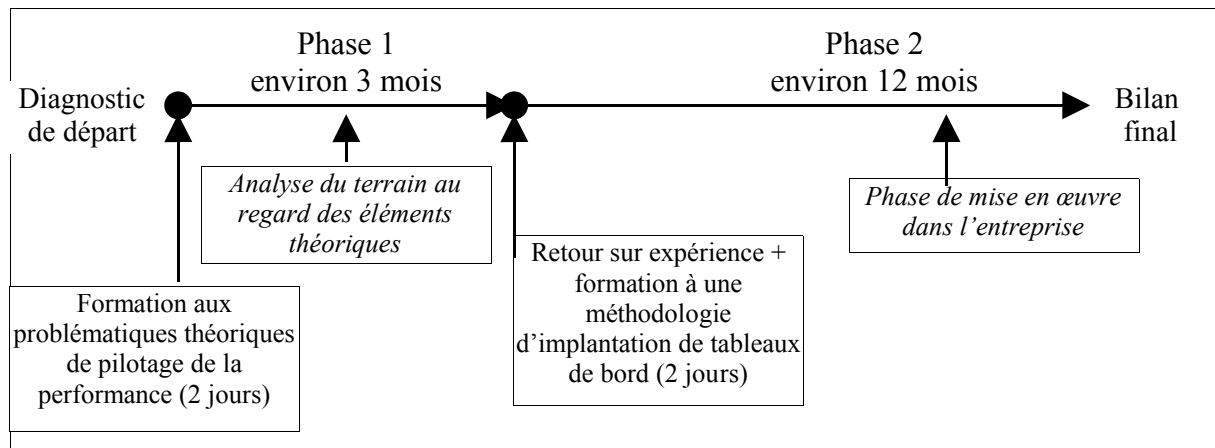 Phase 1
environ 3 mois
Phase 2
environ 12 mois
Diagnostic
de départ
Bilan
final
Analyse du terrain au
regard des éléments
théoriques
Phase de mise en œuvre
dans l’entreprise
Formation aux
problématiques théoriques
de pilotage de la
performance (2 jours)
Retour sur expérience +
formation à une
méthodologie
d’implantation de tableaux
de bord (2 jours)